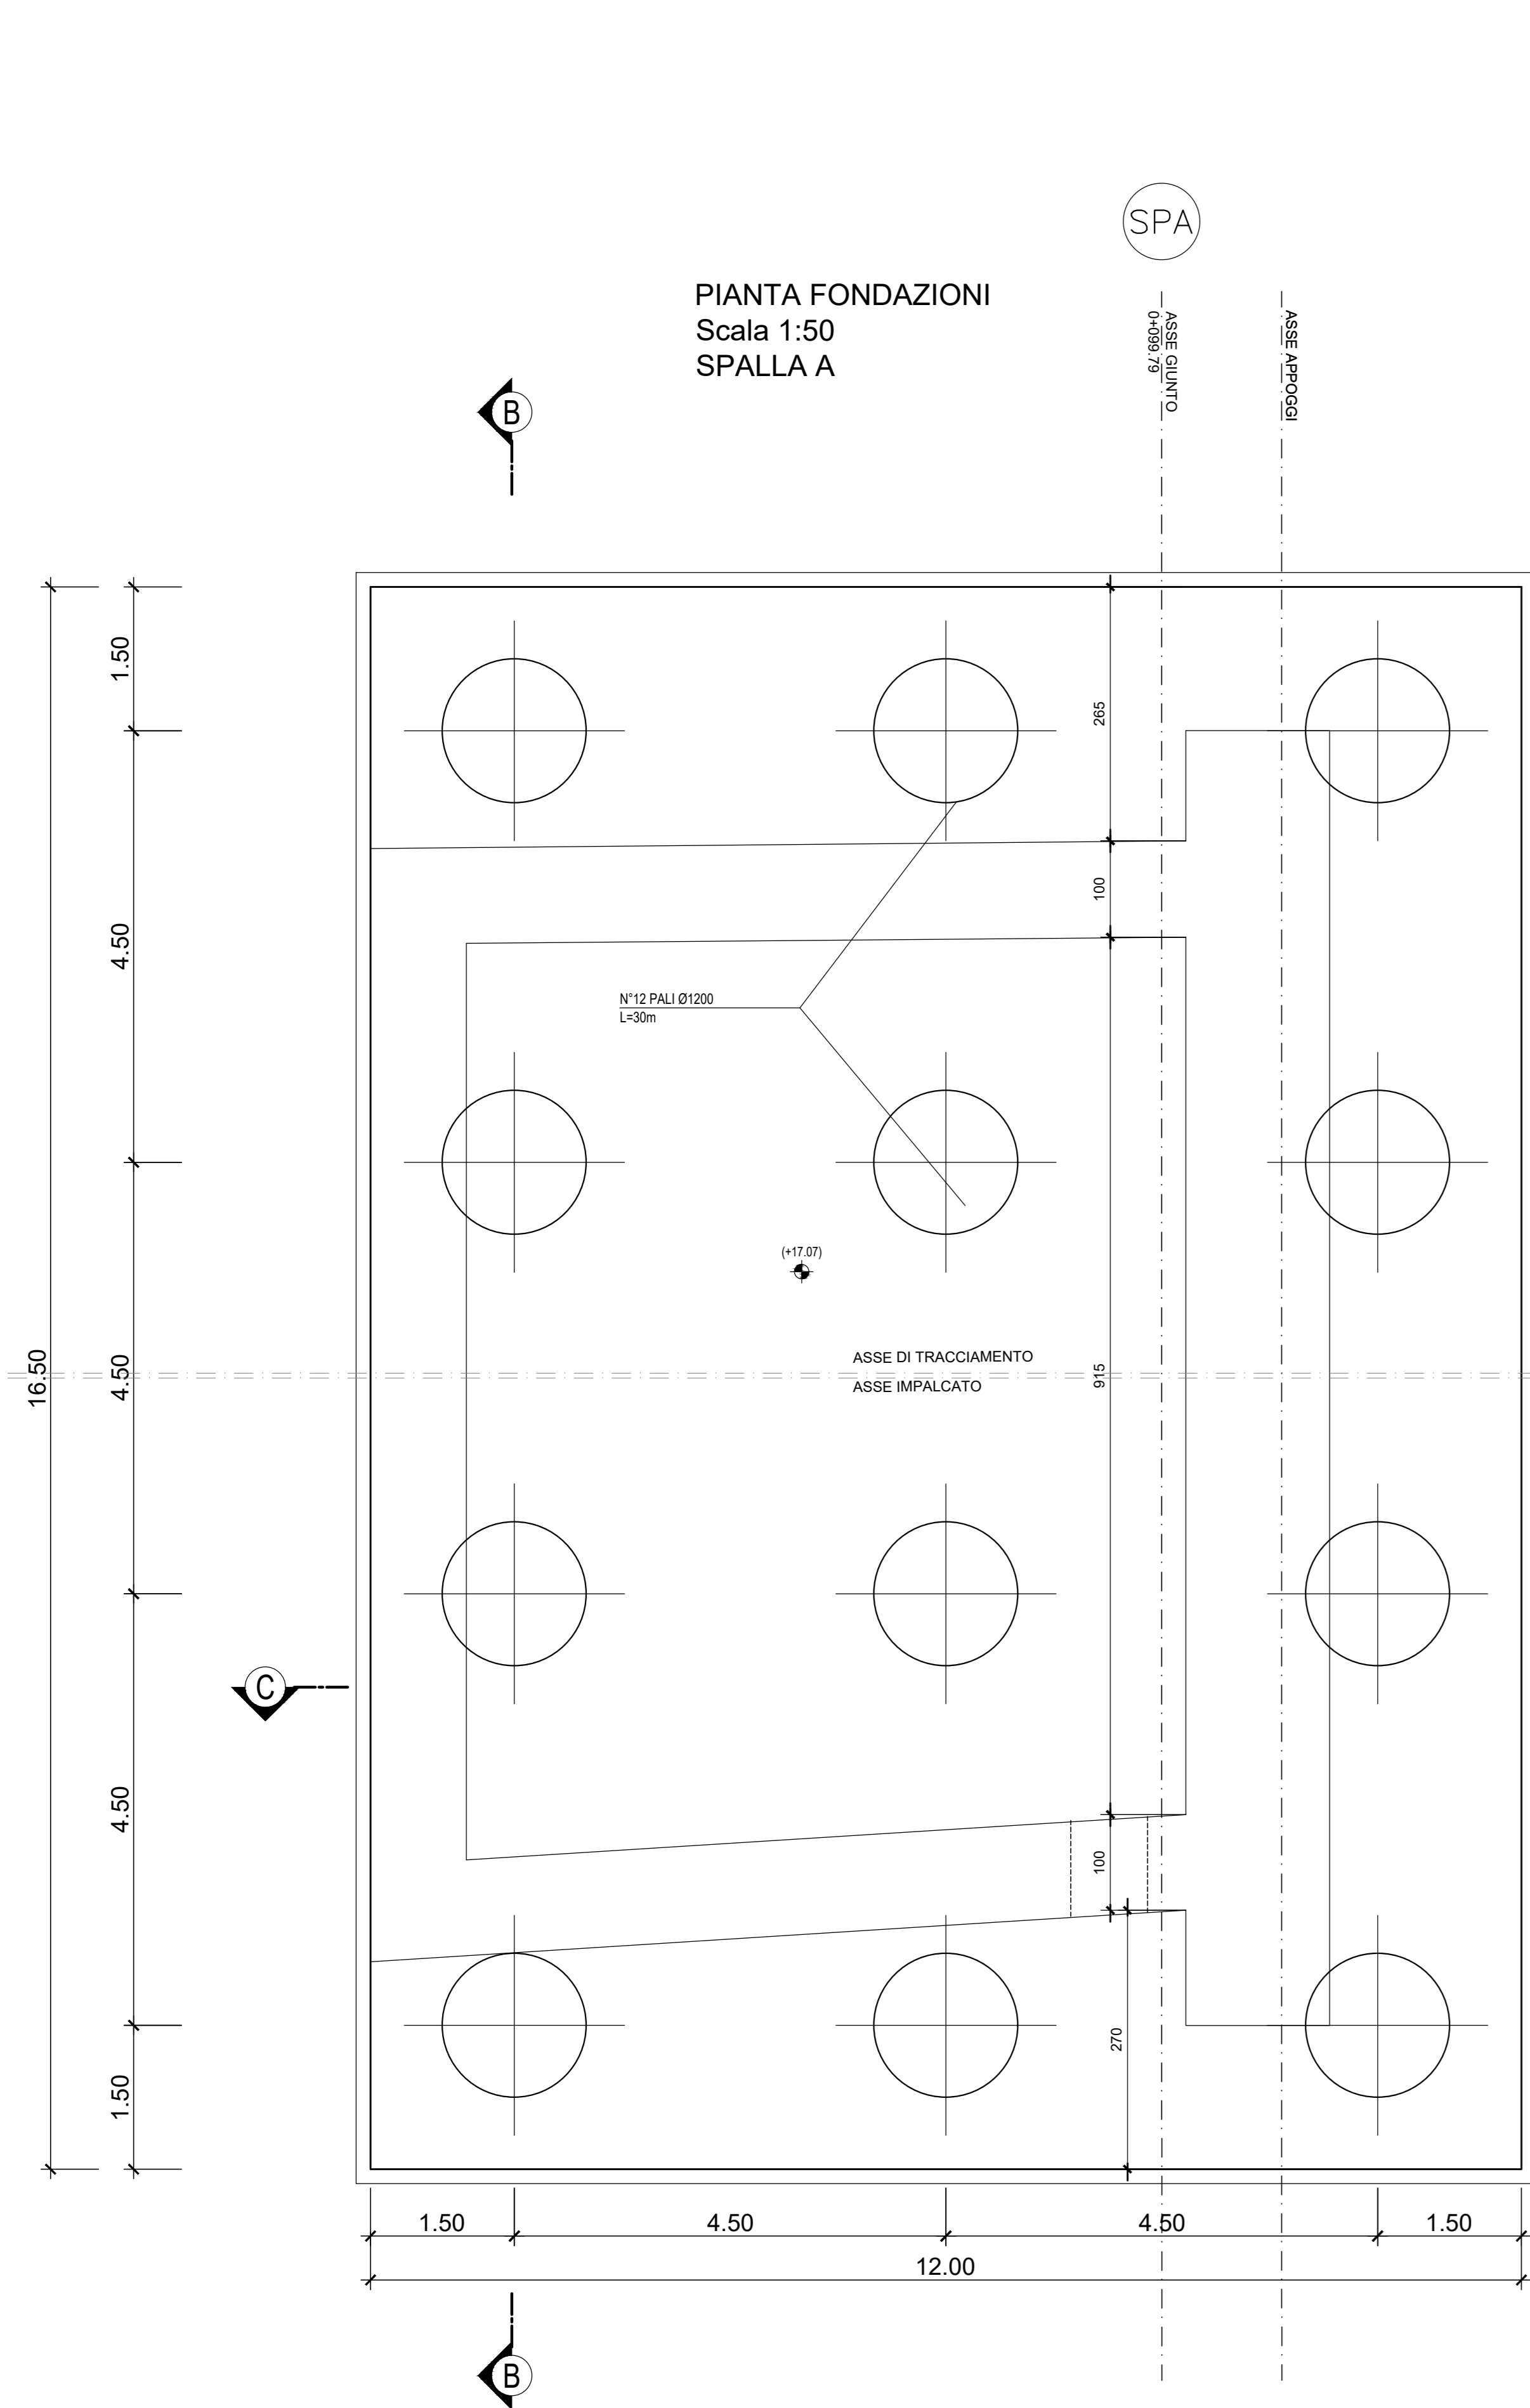 SPA
PIANTA FONDAZIONI
Scala 1:50
SPALLA A
ASSE GIUNTO
0+099.79
ASSE APPOGGI
B
1.50
265
4.50
100
N°12 PALI Ø1200
L=30m
(+17.07)
ASSE DI TRACCIAMENTO
ASSE IMPALCATO
16.50
4.50
915
C
4.50
100
270
1.50
1.50
4.50
4.50
1.50
12.00
B